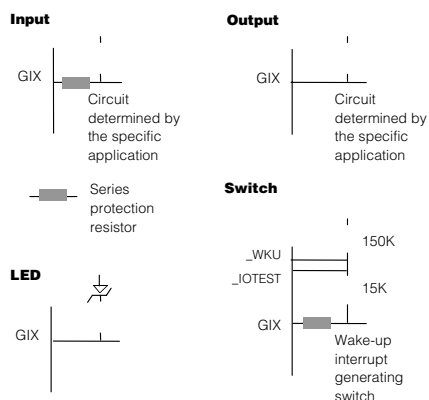 Input
GIX
Circuit
determined by
the specific
application
Series
protection
resistor
LED
GIX
Output
GIX
Circuit
determined by
the specific
application
Switch
150K
_WKU
_IOTEST
15K
GIX
Wake-up
interrupt
generating
switch